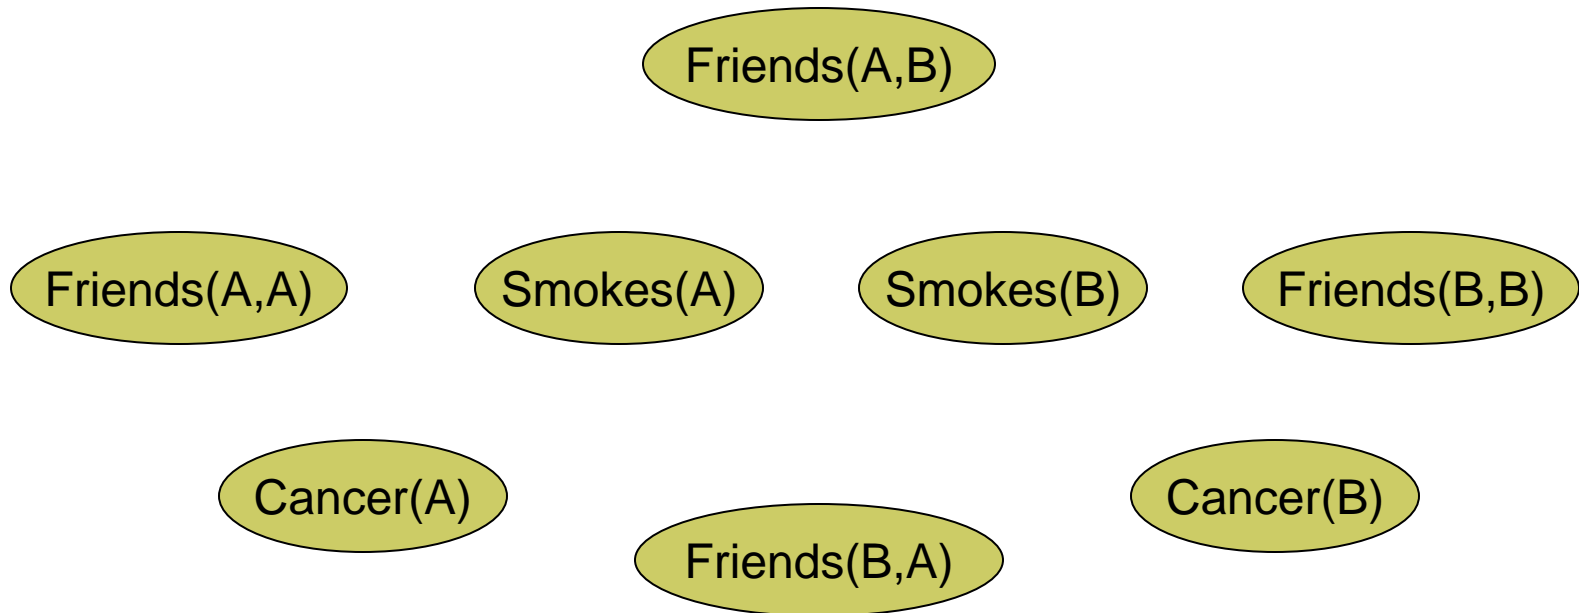 Friends(A,B)
Friends(A,A)
Smokes(A)
Smokes(B)
Friends(B,B)
Cancer(A)
Cancer(B)
Friends(B,A)